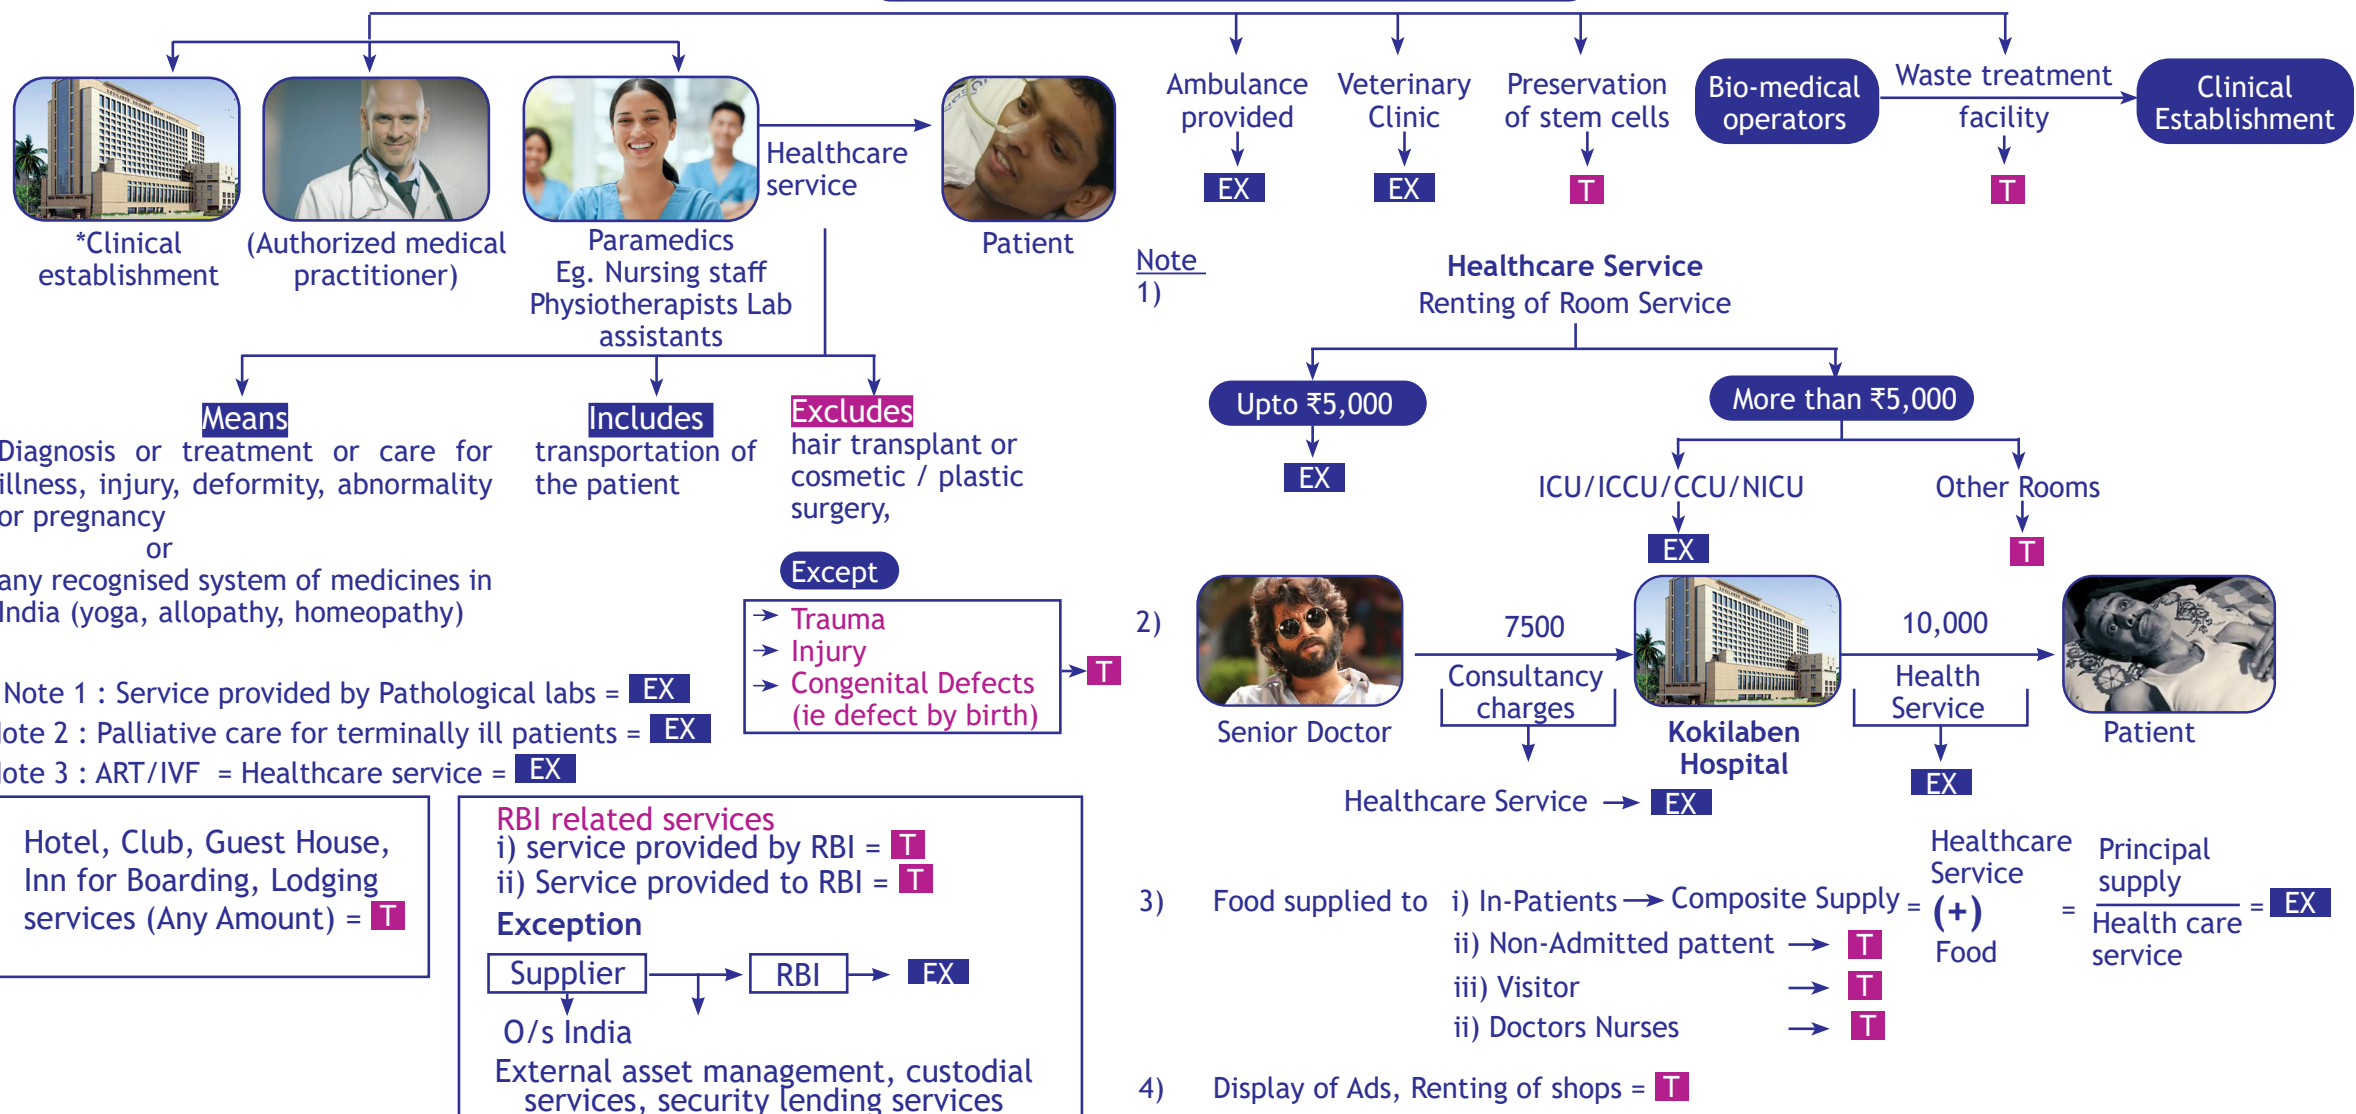 *Clinical
establishment
(Authorized medical
practitioner)
Paramedics
Eg. Nursing staff
Physiotherapists Lab
assistants
Healthcare
service
Patient
Means
Diagnosis or treatment or care for
illness, injury, deformity, abnormality
or pregnancy
or
any recognised system of medicines in
India (yoga, allopathy, homeopathy)
Includes
transportation of
the patient
Excludes
hair transplant or
cosmetic / plastic
surgery,
Except
Trauma
Injury
Congenital Defects
(ie defect by birth)
T
Note 1 : Service provided by Pathological labs = EX
Note 2 : Palliative care for terminally ill patients = EX
Note 3 : ART/IVF = Healthcare service = EX
Hotel, Club, Guest House,
Inn for Boarding, Lodging
services (Any Amount) = T
RBI related services
i) service provided by RBI = T
ii) Service provided to RBI = T
Exception
Supplier
RBI
EX
O/s India
External asset management, custodial
services, security lending services
Ambulance
provided
EX
Veterinary
Clinic
EX
Preservation
of stem cells
T
Bio-medical
operators
Waste treatment
facility
T
Clinical
Establishment
Note
1)
Healthcare Service
Renting of Room Service
Upto ₹5,000
EX
More than ₹5,000
ICU/ICCU/CCU/NICU
EX
Other Rooms
T
2)
Senior Doctor
7500
Consultancy
charges
Healthcare Service → EX
Kokilaben
Hospital
10,000
Health
Service
EX
Patient
3) Food supplied to i) In-Patients → Composite Supply =
Healthcare
Service
(+)
Food
=
Principal
supply
Health care
service
= EX
ii) Non-Admitted pattent → T
iii) Visitor → T
ii) Doctors Nurses → T
4) Display of Ads, Renting of shops = T